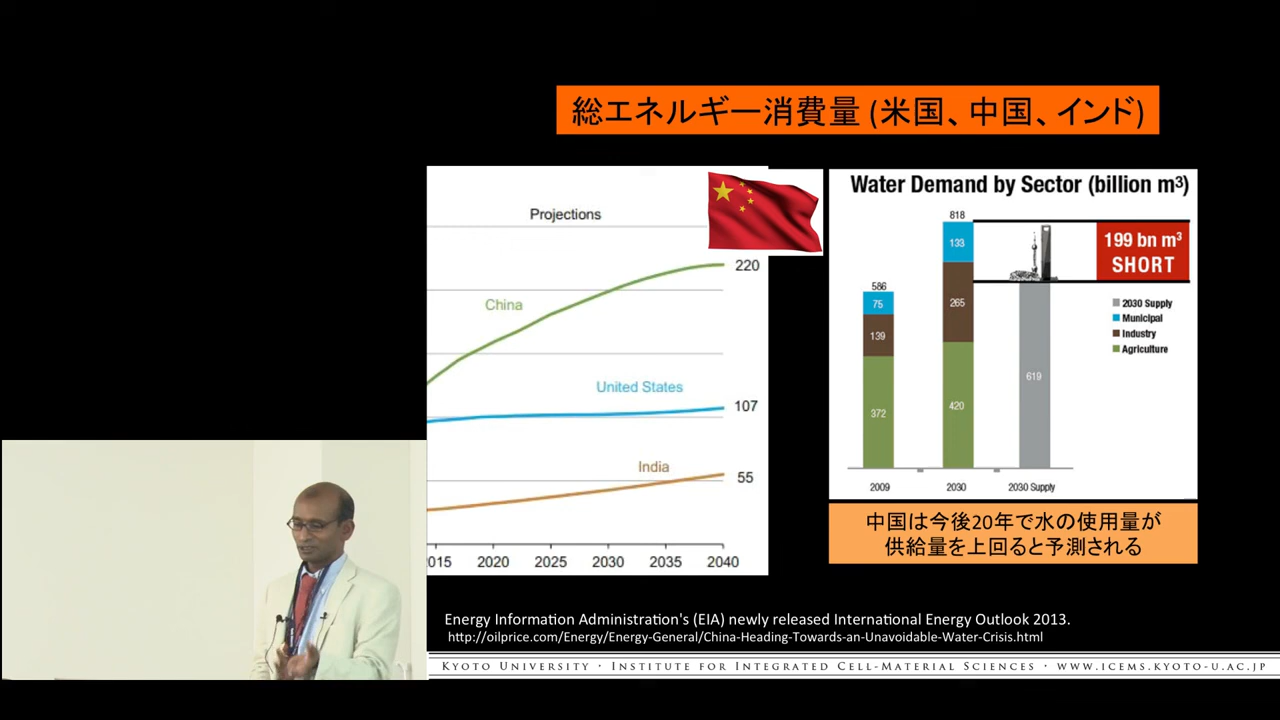 総エネルギー消費量 (米国、中国、インド)
Projections
220
China
United States
107
India
55
015 2020 2025 2030 2035 2040
Water Demand by Sector (billion m³)
818
133
199 bn m³
SHORT
586
75
265
139
2030 Supply
Municipal
Industry
Agriculture
619
372
420
2009 2030 2030 Supply
中国は今後20年で水の使用量が
供給量を上回ると予測される
Energy Information Administration's (EIA) newly released International Energy Outlook 2013.
http://oilprice.com/Energy/Energy-General/China-Heading-Towards-an-Unavoidable-Water-Crisis.html
KYOTO UNIVERSITY · INSTITUTE FOR INTEGRATED CELL-MATERIAL SCIENCES · WWW.ICEMS.KYOTO-U.AC.JP